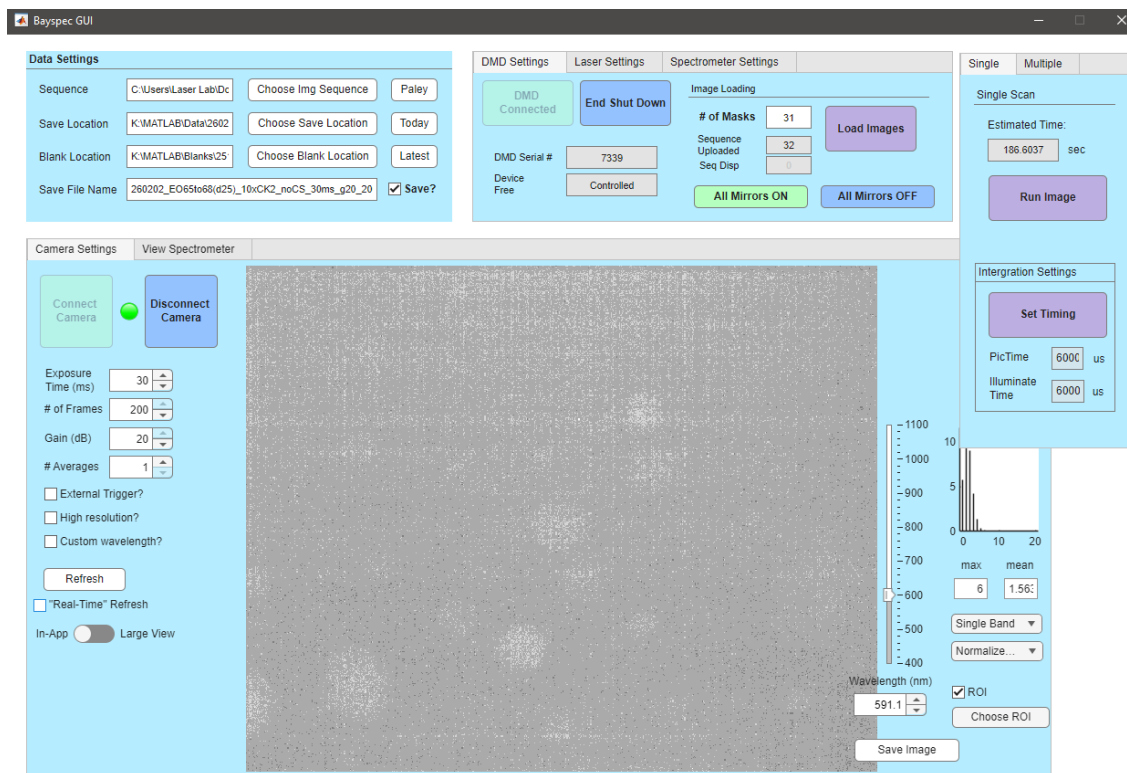 Bayspec GUI
Data Settings
Sequence C:\Users\Laser Lab\Dc Choose Img Sequence Paley
Save Location K:\MATLAB\Data\2602 Choose Save Location Today
Blank Location K:\MATLAB\Blanks\25 Choose Blank Location Latest
Save File Name 260202_EO65to68(d25)_10xCK2_noCS_30ms_g20_20 Save?
DMD Settings Laser Settings Spectrometer Settings
DMD Connected
End Shut Down
Image Loading
# of Masks 31
Load Images
Sequence Uploaded 32
Seq Disp 0
DMD Serial # 7339
Device Free Controlled
All Mirrors ON All Mirrors OFF
Single Multiple
Single Scan
Estimated Time:
186.6037 sec
Run Image
Intergration Settings
Set Timing
PicTime 6000 us
Illuminate Time 6000 us
Camera Settings View Spectrometer
Connect Camera
Disconnect Camera
Exposure Time (ms) 30
# of Frames 200
Gain (dB) 20
# Averages 1
External Trigger?
High resolution?
Custom wavelength?
Refresh
"Real-Time" Refresh
In-App Large View
1100
1000
900
800
700
600
500
400
Wavelength (nm)
591.1
Save Image
10
5
0
0 10 20
max mean
6 1.563
Single Band
Normalize...
ROI
Choose ROI